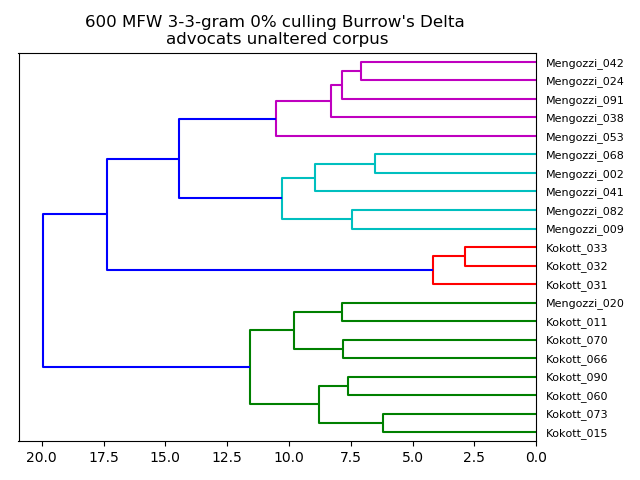 600 MFW 3-3-gram 0% culling Burrow's Delta
advocats unaltered corpus
Mengozzi_042
Mengozzi_024
Mengozzi_091
Mengozzi_038
Mengozzi_053
Mengozzi_068
Mengozzi_002
Mengozzi_041
Mengozzi_082
Mengozzi_009
Kokott_033
Kokott_032
Kokott_031
Mengozzi_020
Kokott_011
Kokott_070
Kokott_066
Kokott_090
Kokott_060
Kokott_073
Kokott_015
20.0 17.5 15.0 12.5 10.0 7.5 5.0 2.5 0.0